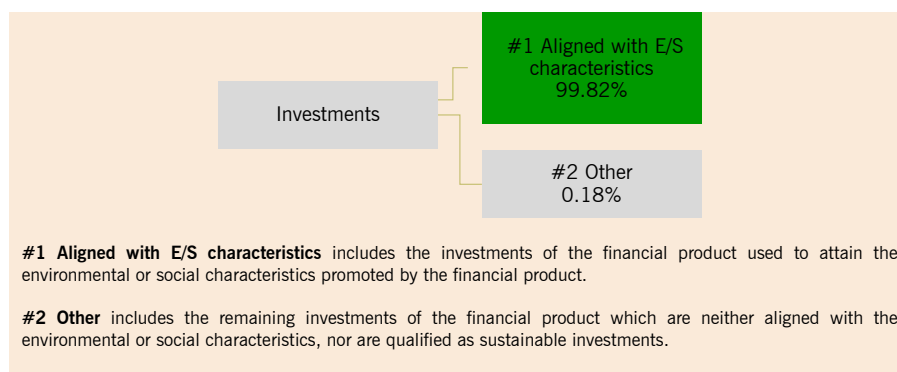 #1 Aligned with E/S
characteristics
99.82%
Investments
#2 Other
0.18%
#1 Aligned with E/S characteristics includes the investments of the financial product used to attain the
environmental or social characteristics promoted by the financial product.
#2 Other includes the remaining investments of the financial product which are neither aligned with the
environmental or social characteristics, nor are qualified as sustainable investments.